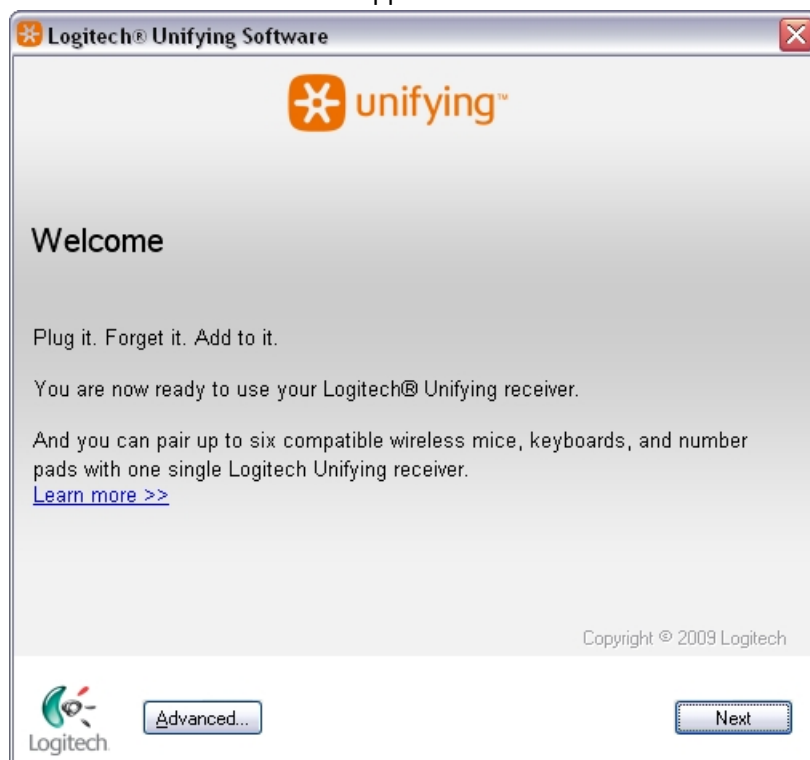 Logitech® Unifying Software
unifying™
Welcome
Plug it. Forget it. Add to it.
You are now ready to use your Logitech® Unifying receiver.
And you can pair up to six compatible wireless mice, keyboards, and number
pads with one single Logitech Unifying receiver.
Learn more >>
Copyright © 2009 Logitech
Logitech
Advanced...
Next